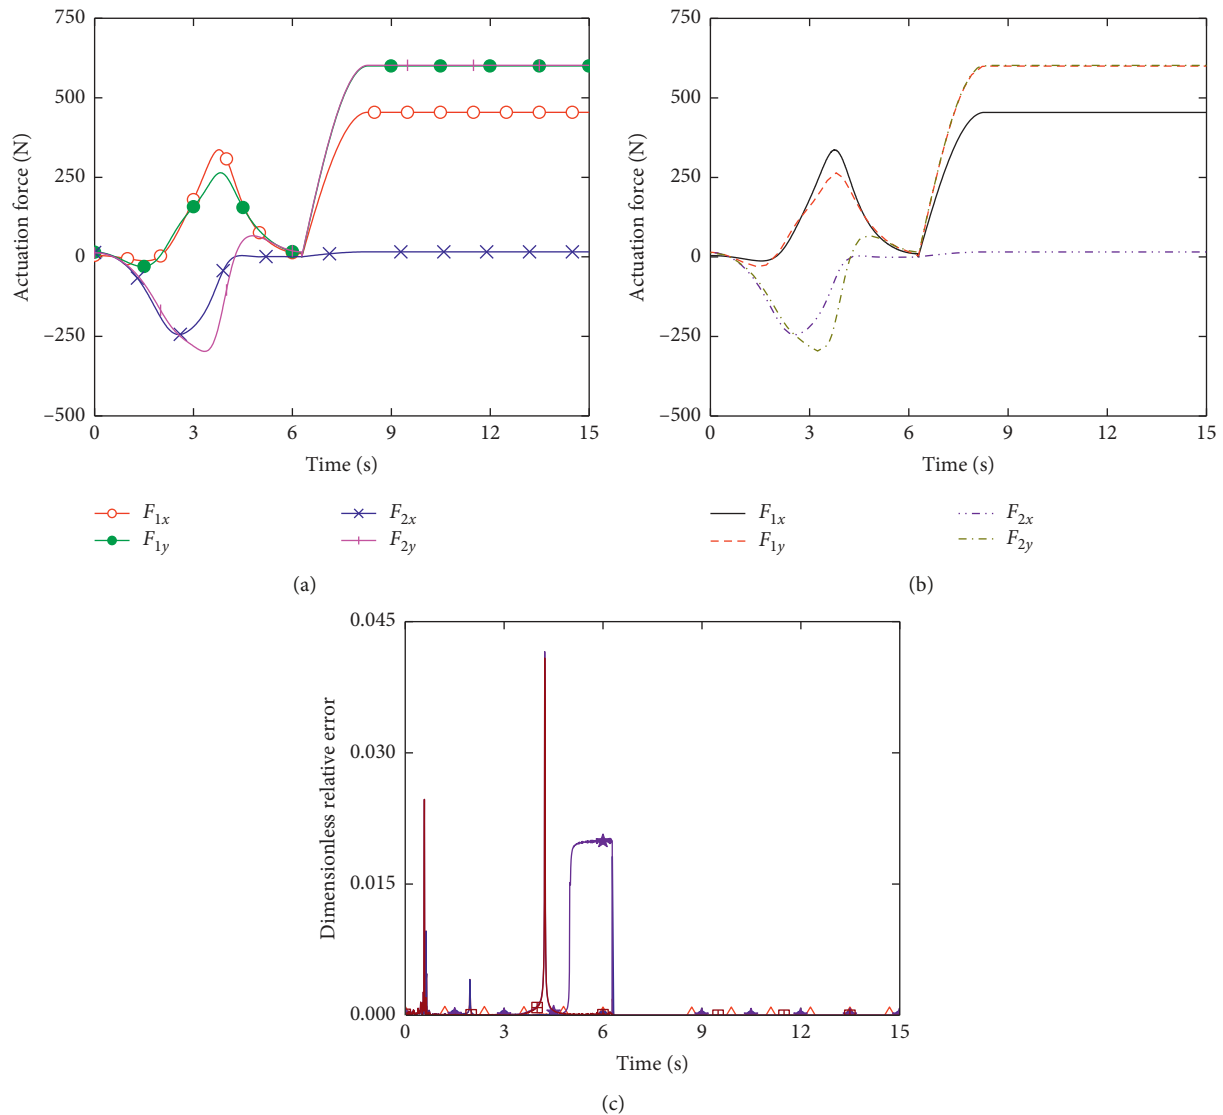 750
500
250
0
−250
−500
Actuation force (N)
0 3 6 9 12 15
Time (s)
F1x
F2x
F1y
F2y
(a)
750
500
250
0
−250
−500
Actuation force (N)
0 3 6 9 12 15
Time (s)
F1x
F2x
F1y
F2y
(b)
0.045
0.030
0.015
0.000
Dimensionless relative error
0 3 6 9 12 15
Time (s)
(c)